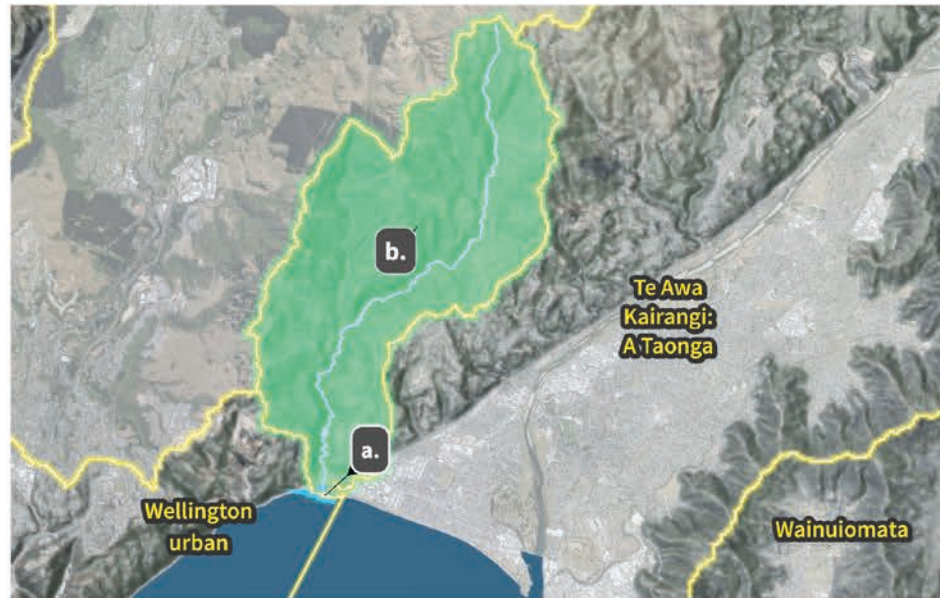 b.
Te Awa
Kairangi:
A Taonga
a.
Wellington
urban
Wainuiomata